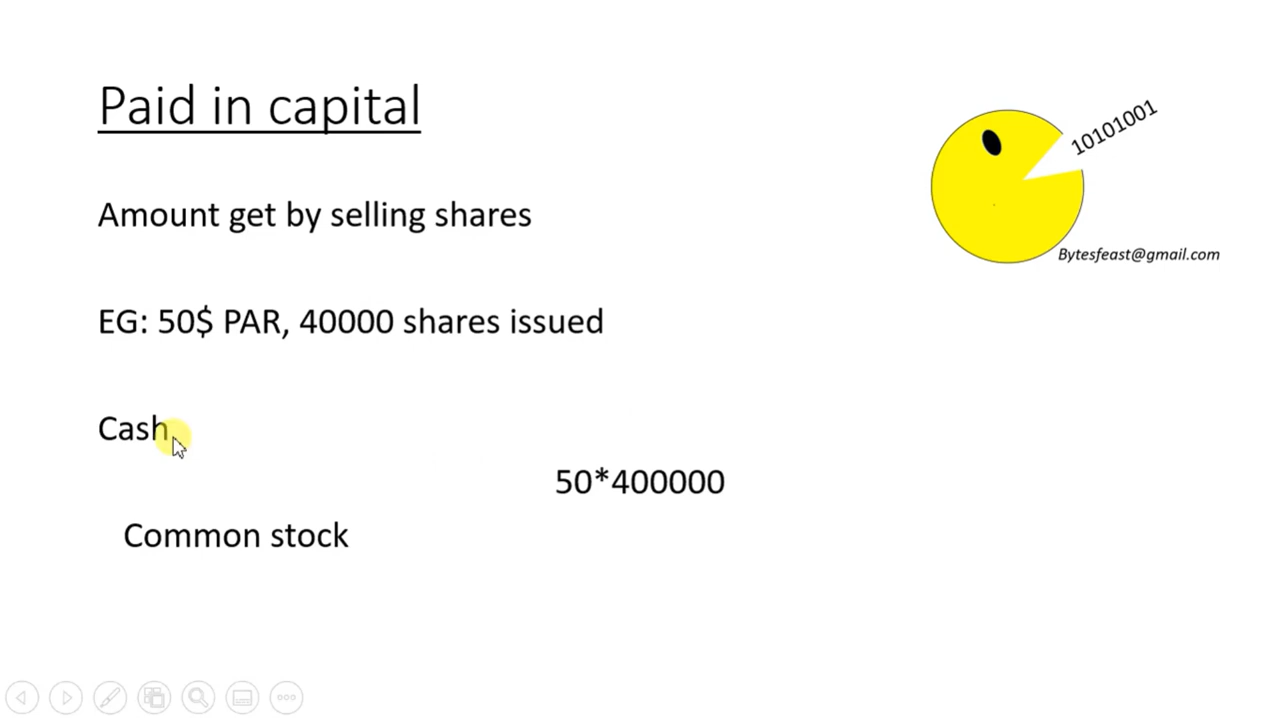 Paid in capital
10101001
Amount get by selling shares
Bytesfeast@gmail.com
EG: 50$ PAR, 40000 shares issued
Cash
50*400000
Common stock